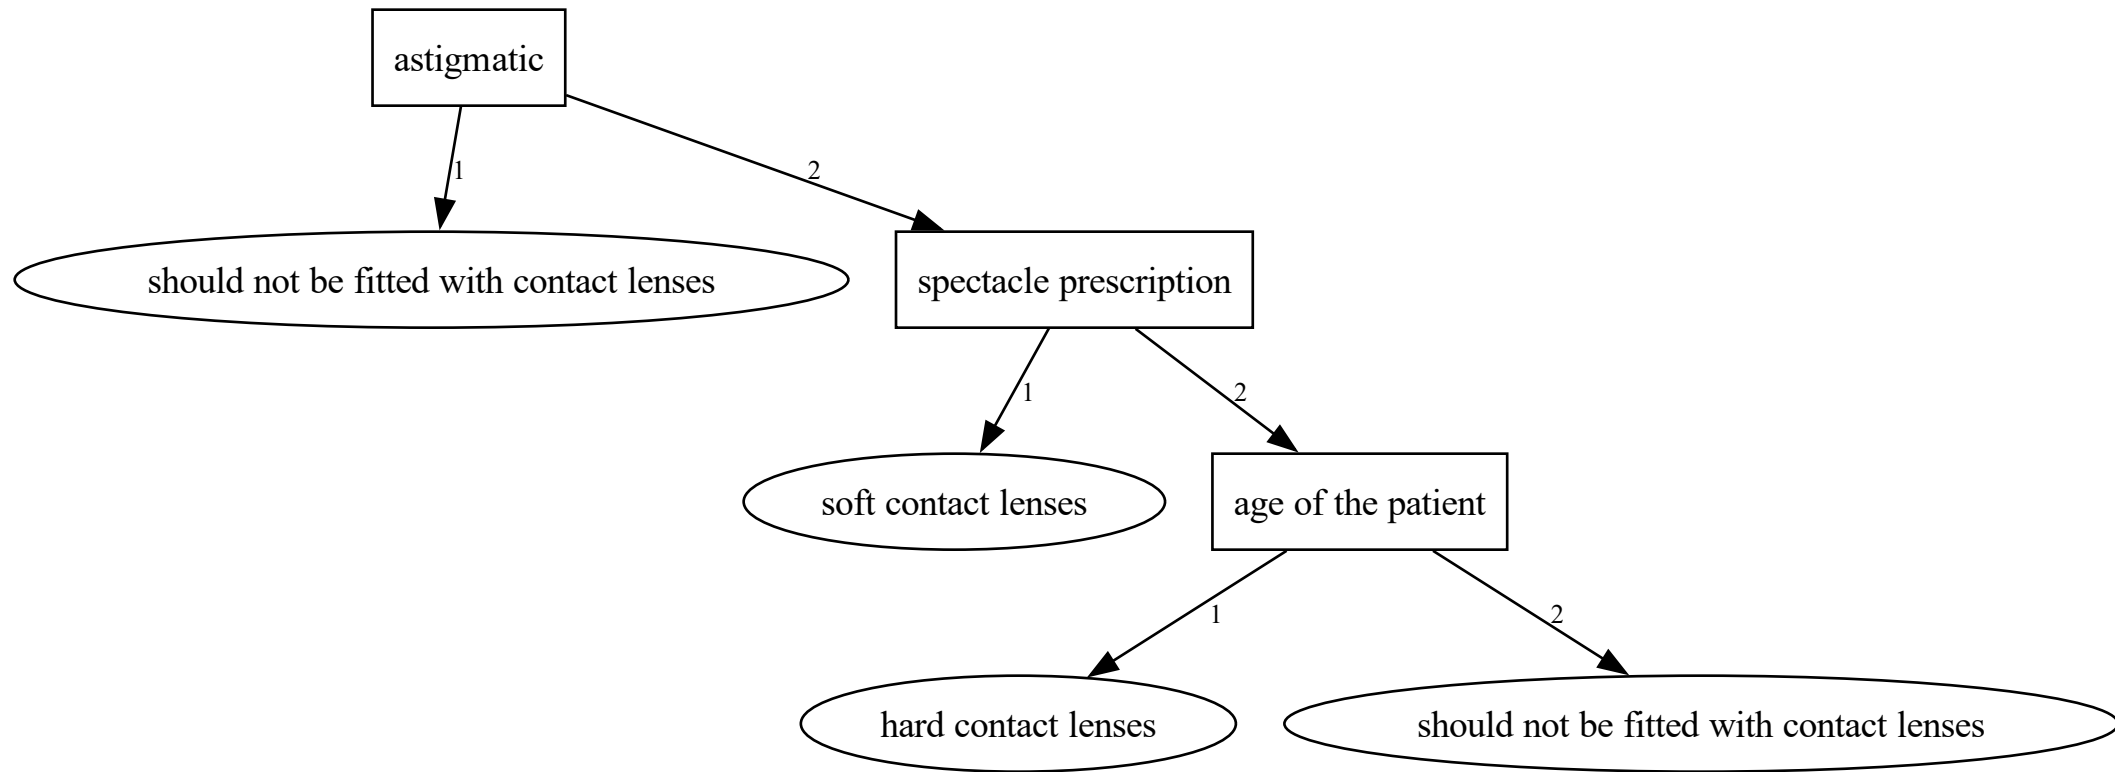 astigmatic
1
2
should not be fitted with contact lenses
spectacle prescription
1
2
soft contact lenses
age of the patient
1
2
hard contact lenses
should not be fitted with contact lenses